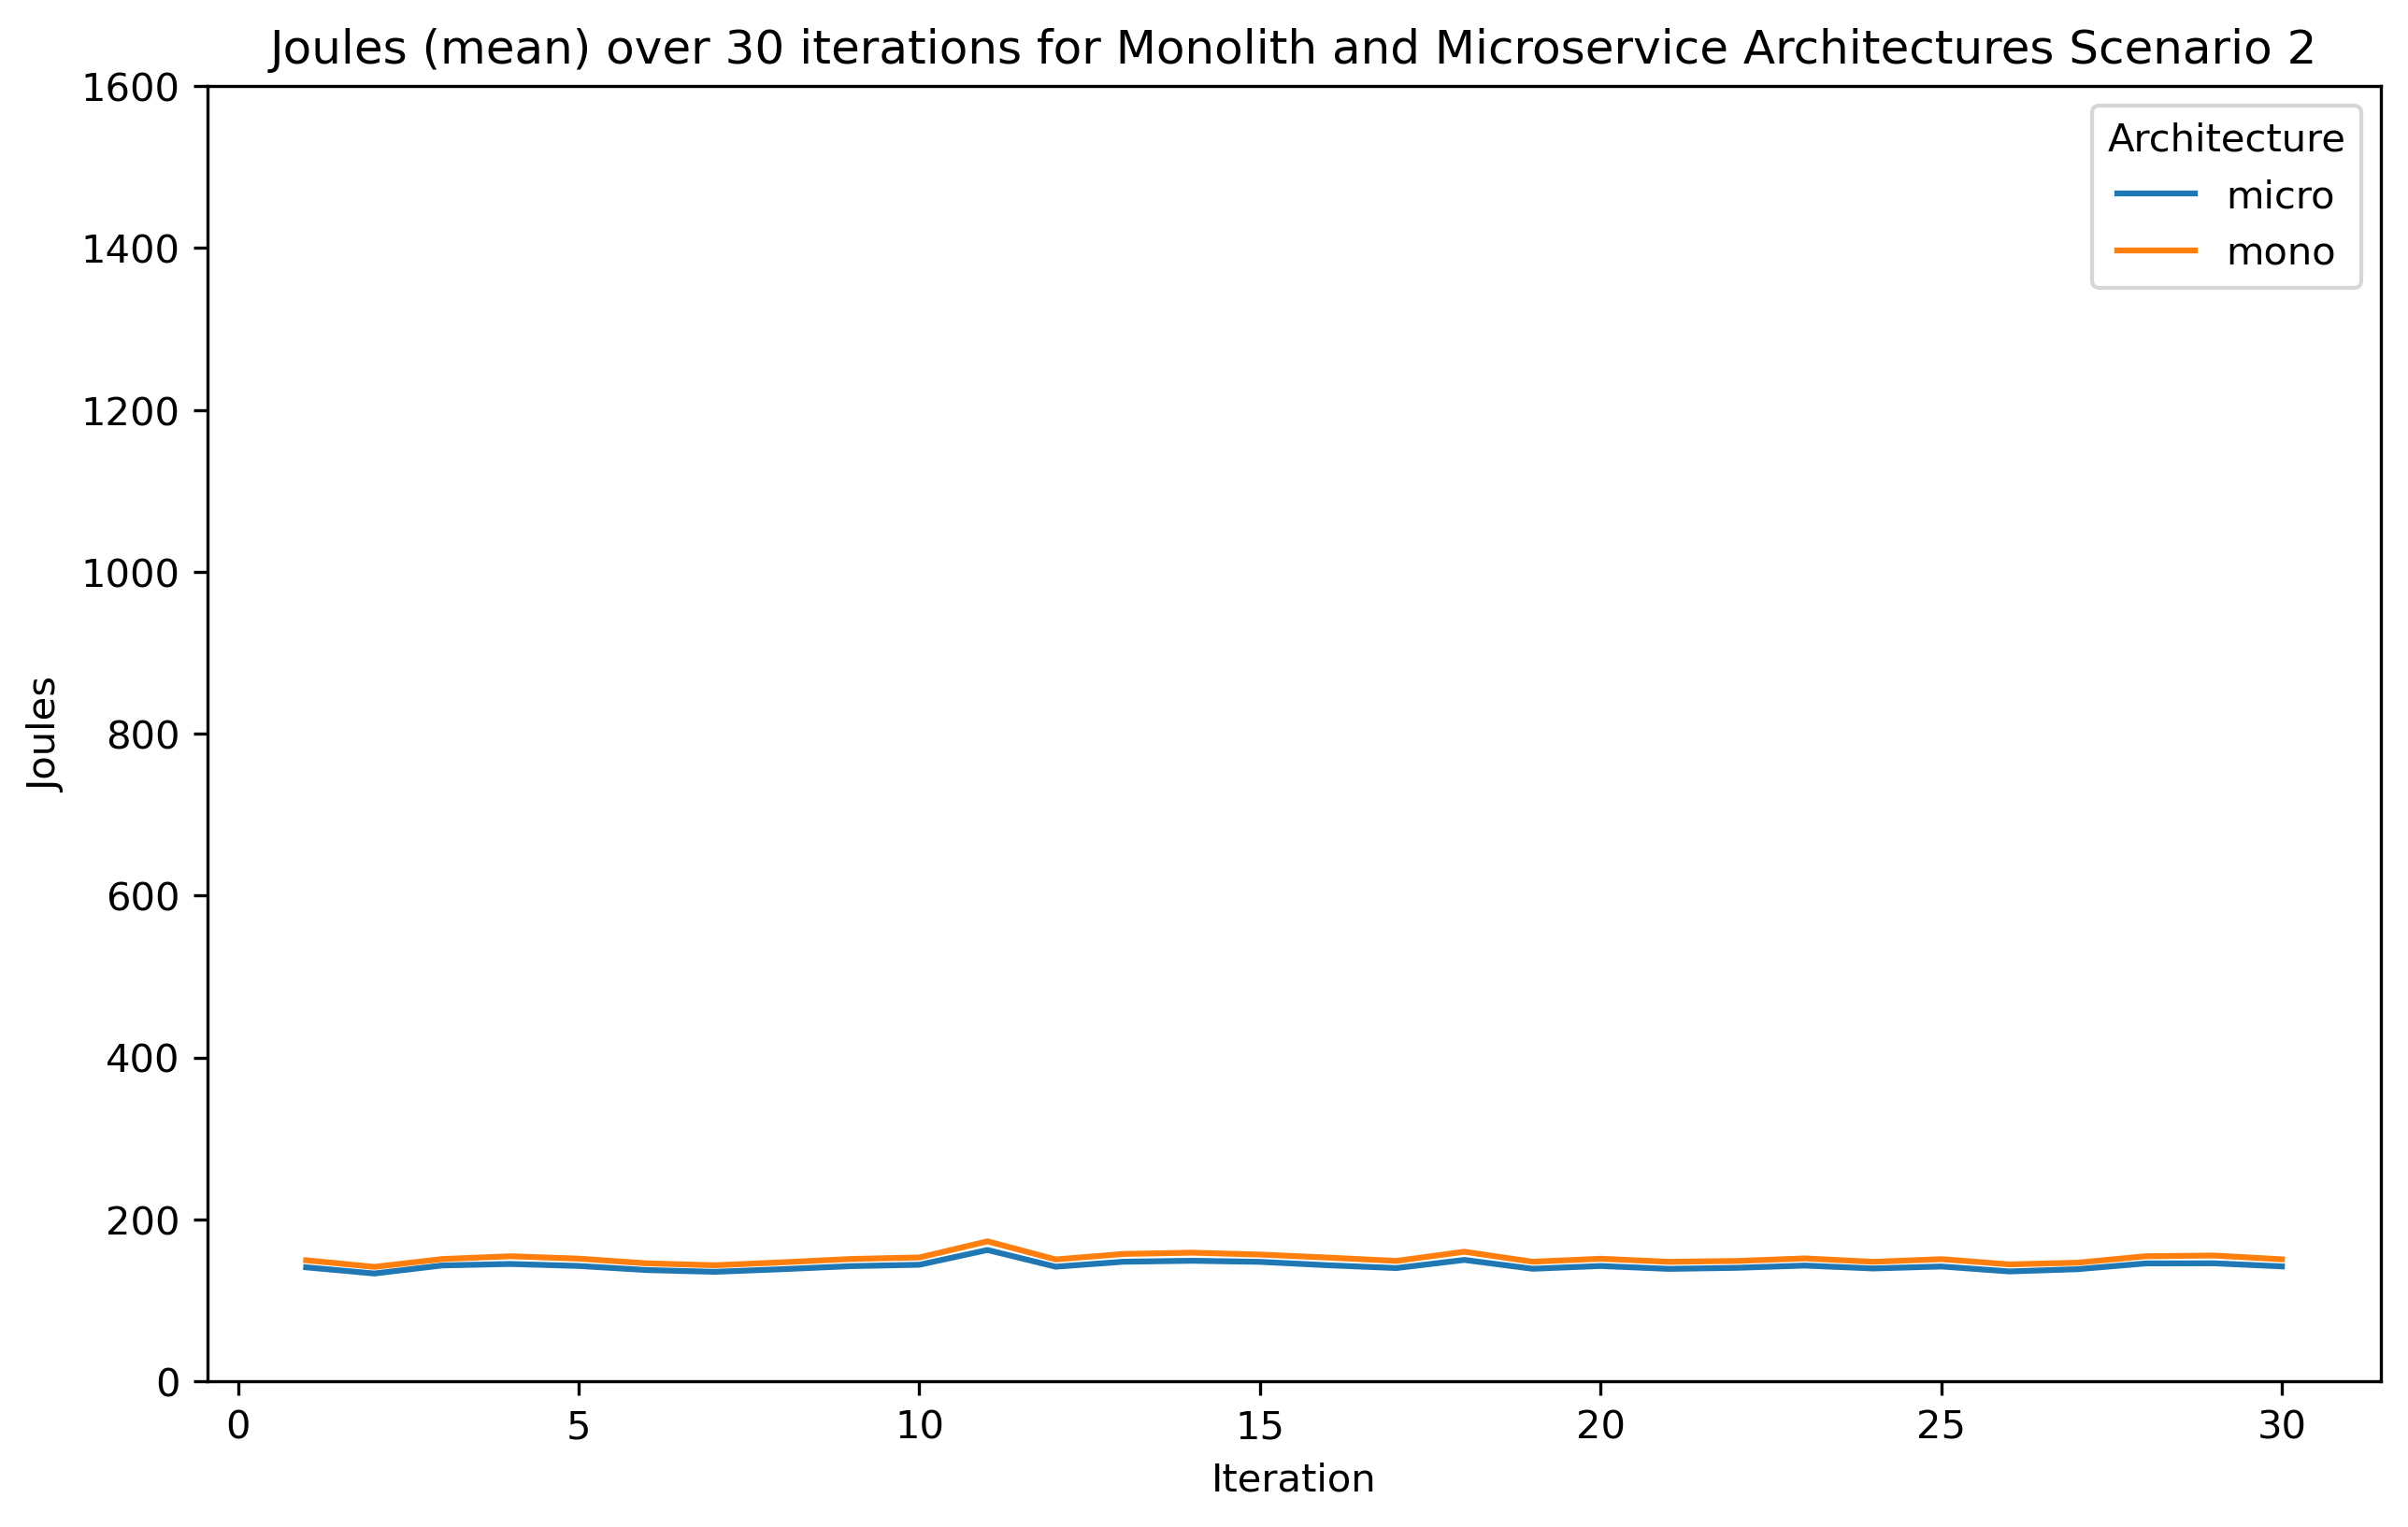 Joules (mean) over 30 iterations for Monolith and Microservice Architectures Scenario 2
1600
1400
1200
1000
800
600
400
200
0
Joules
Architecture
micro
mono
0 5 10 15 20 25 30
Iteration